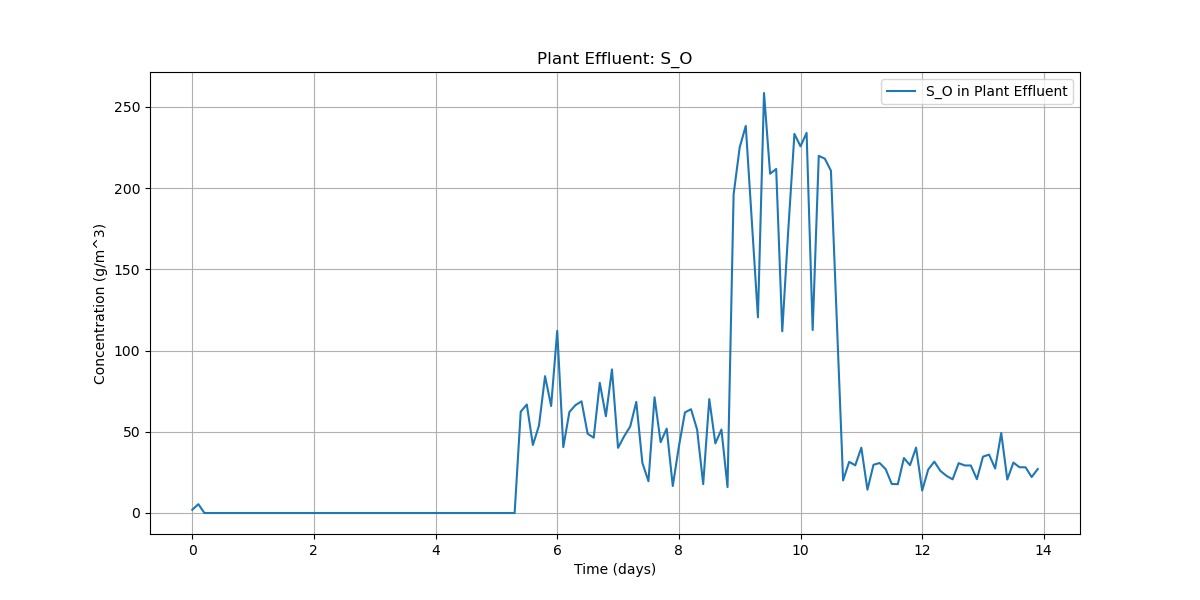 Plant Effluent: S_O
S_O in Plant Effluent
250
200
150
100
50
0
Concentration (g/m^3)
0 2 4 6 8 10 12 14
Time (days)